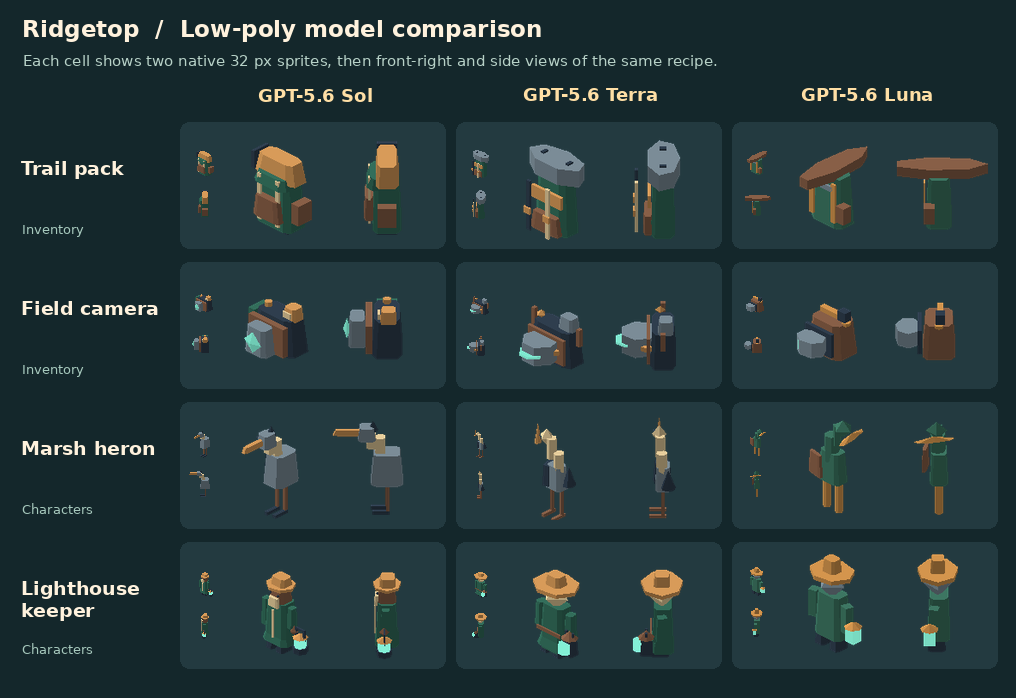 Ridgetop / Low-poly model comparison
Each cell shows two native 32 px sprites, then front-right and side views of the same recipe.
GPT-5.6 Sol GPT-5.6 Terra GPT-5.6 Luna
Trail pack
Inventory
Field camera
Inventory
Marsh heron
Characters
Lighthouse
keeper
Characters